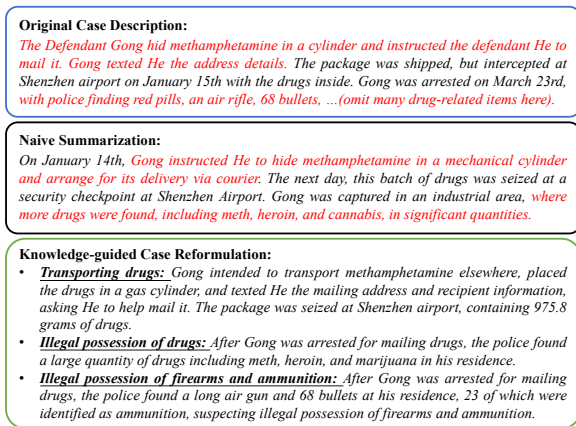 Original Case Description:
The Defendant Gong hid methamphetamine in a cylinder and instructed the defendant He to
mail it. Gong texted He the address details. The package was shipped, but intercepted at
Shenzhen airport on January 15th with the drugs inside. Gong was arrested on March 23rd,
with police finding red pills, an air rifle, 68 bullets, …(omit many drug-related items here).
Naive Summarization:
On January 14th, Gong instructed He to hide methamphetamine in a mechanical cylinder
and arrange for its delivery via courier. The next day, this batch of drugs was seized at a
security checkpoint at Shenzhen Airport. Gong was captured in an industrial area, where
more drugs were found, including meth, heroin, and cannabis, in significant quantities.
Knowledge-guided Case Reformulation:
• Transporting drugs: Gong intended to transport methamphetamine elsewhere, placed
the drugs in a gas cylinder, and texted He the mailing address and recipient information,
asking He to help mail it. The package was seized at Shenzhen airport, containing 975.8
grams of drugs.
• Illegal possession of drugs: After Gong was arrested for mailing drugs, the police found
a large quantity of drugs including meth, heroin, and marijuana in his residence.
• Illegal possession of firearms and ammunition: After Gong was arrested for mailing
drugs, the police found a long air gun and 68 bullets at his residence, 23 of which were
identified as ammunition, suspecting illegal possession of firearms and ammunition.